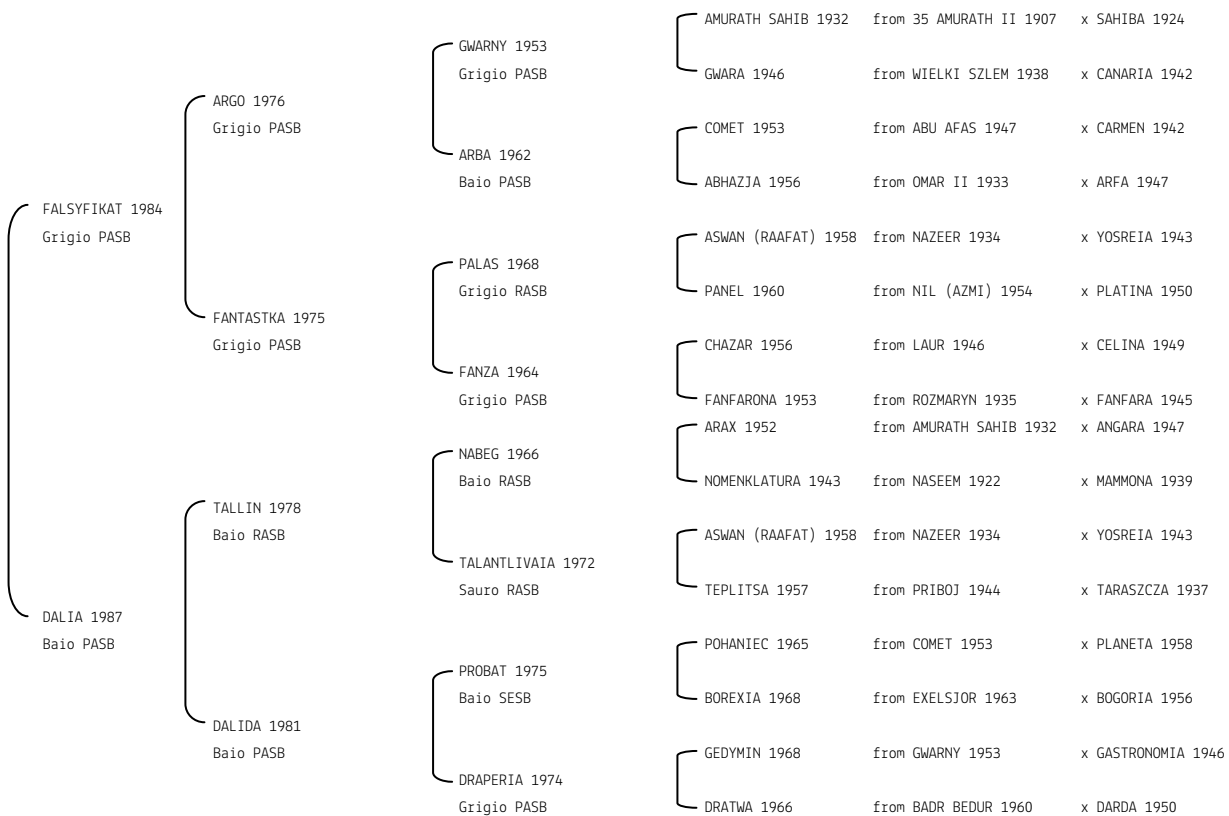 AMURATH SAHIB 1932 from 35 AMURATH II 1907 x SAHIBA 1924
GWARNY 1953
Grigio PASB
GWARA 1946 from WIELKI SZLEM 1938 x CANARIA 1942
ARGO 1976
Grigio PASB
COMET 1953 from ABU AFAS 1947 x CARMEN 1942
ARBA 1962
Baio PASB
ABHAZJA 1956 from OMAR II 1933 x ARFA 1947
FALSYFIKAT 1984
Grigio PASB
ASWAN (RAAFAT) 1958 from NAZEER 1934 x YOSREIA 1943
PALAS 1968
Grigio RASB
PANEL 1960 from NIL (AZMI) 1954 x PLATINA 1950
FANTASTKA 1975
Grigio PASB
CHAZAR 1956 from LAUR 1946 x CELINA 1949
FANZA 1964
Grigio PASB
FANFARONA 1953 from ROZMARYN 1935 x FANFARA 1945
ARAX 1952 from AMURATH SAHIB 1932 x ANGARA 1947
NABEG 1966
Baio RASB
NOMENKLATURA 1943 from NASEEM 1922 x MAMMONA 1939
TALLIN 1978
Baio RASB
ASWAN (RAAFAT) 1958 from NAZEER 1934 x YOSREIA 1943
TALANTLIVAIA 1972
Sauro RASB
TEPLITSA 1957 from PRIBOJ 1944 x TARASZCZA 1937
DALIA 1987
Baio PASB
POHANIEC 1965 from COMET 1953 x PLANETA 1958
PROBAT 1975
Baio SESB
BOREXIA 1968 from EXELSJOR 1963 x BOGORIA 1956
DALIDA 1981
Baio PASB
GEDYMIN 1968 from GWARNY 1953 x GASTRONOMIA 1946
DRAPERIA 1974
Grigio PASB
DRATWA 1966 from BADR BEDUR 1960 x DARDA 1950